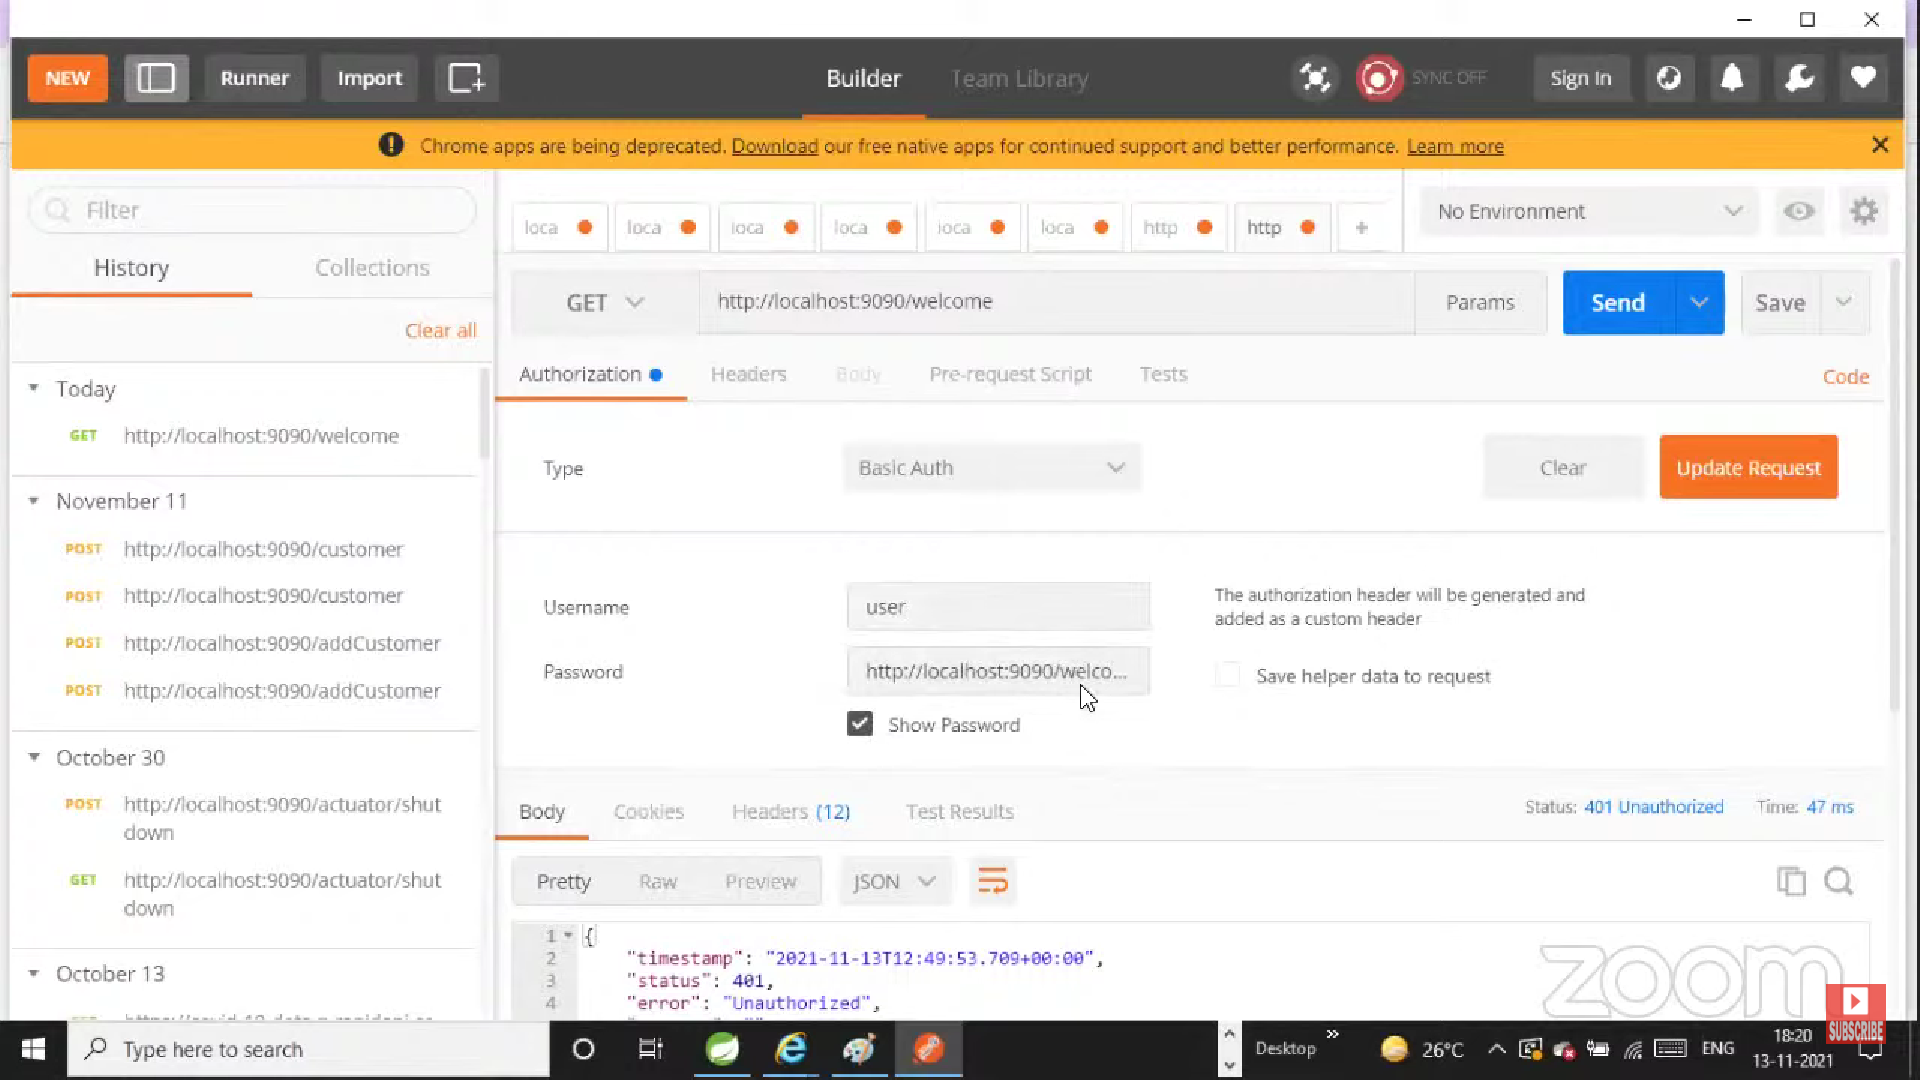 NEW
Runner
Import
Builder
Team Library
SYNC OFF
Sign In
Chrome apps are being deprecated. Download our free native apps for continued support and better performance. Learn more
Filter
loca
loca
loca
loca
loca
loca
http
http
No Environment
History
Collections
GET
http://localhost:9090/welcome
Params
Send
Save
Clear all
Authorization
Headers
Body
Pre-request Script
Tests
Code
Today
GET http://localhost:9090/welcome
Type
Basic Auth
Clear
Update Request
November 11
POST http://localhost:9090/customer
POST http://localhost:9090/customer
POST http://localhost:9090/addCustomer
POST http://localhost:9090/addCustomer
Username
user
The authorization header will be generated and
added as a custom header
Password
http://localhost:9090/welco...
Save helper data to request
Show Password
October 30
POST http://localhost:9090/actuator/shut
down
GET http://localhost:9090/actuator/shut
down
October 13
Body
Cookies
Headers (12)
Test Results
Status: 401 Unauthorized
Time: 47 ms
Pretty
Raw
Preview
JSON
1 {
2 "timestamp": "2021-11-13T12:49:53.709+00:00",
3 "status": 401,
4 "error": "Unauthorized",
zoom
SUBSCRIBE
Type here to search
Desktop
26°C
ENG
18:20
13-11-2021